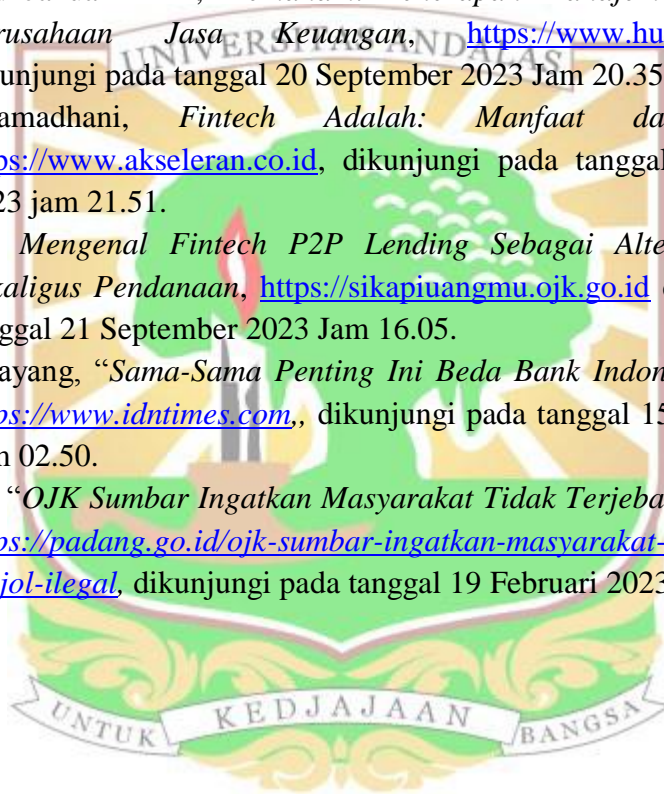 UNIVERSITAS ANDALAS
rusahaan Jasa Keuangan, https://www.hu
unjungi pada tanggal 20 September 2023 Jam 20.35
amadhani, Fintech Adalah: Manfaat da
ps://www.akseleran.co.id, dikunjungi pada tanggal
23 jam 21.51.
Mengenal Fintech P2P Lending Sebagai Alte
kaligus Pendanaan, https://sikapiuangmu.ojk.go.id
ggal 21 September 2023 Jam 16.05.
ayang, “Sama-Sama Penting Ini Beda Bank Indon
ps://www.idntimes.com,, dikunjungi pada tanggal 15
n 02.50.
“OJK Sumbar Ingatkan Masyarakat Tidak Terjeba
ps://padang.go.id/ojk-sumbar-ingatkan-masyarakat-
jol-ilegal, dikunjungi pada tanggal 19 Februari 2023
UNTUK KEDJAJAAN BANGSA